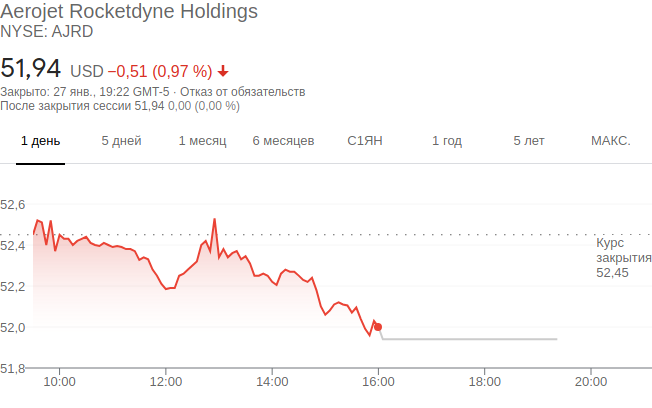 Aerojet Rocketdyne Holdings
NYSE: AJRD
51,94 USD −0,51 (0,97 %)
Закрыто: 27 янв., 19:22 GMT-5 · Отказ от обязательств
После закрытия сессии 51,94 0,00 (0,00 %)
1 день 5 дней 1 месяц 6 месяцев С1ЯН 1 год 5 лет МАКС.
52,6
52,4
52,2
52,0
51,8
Курс
закрытия
52,45
10:00 12:00 14:00 16:00 18:00 20:00